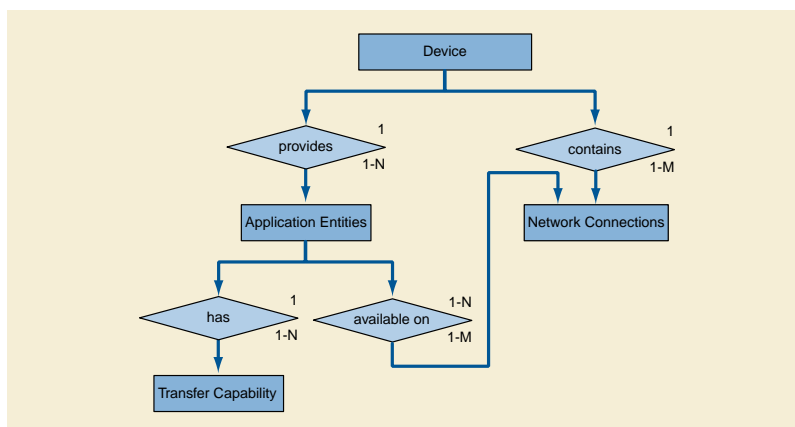 Device
1
provides
1-N
1
contains
1-M
Application Entities
Network Connections
1
has
1-N
1-N
available on
1-M
Transfer Capability